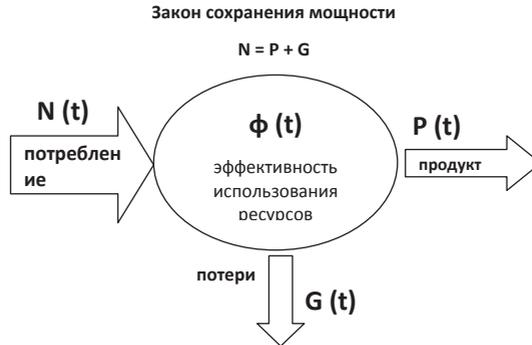 Закон сохранения мощности
N = P + G
N (t)
потреблен
ие
ϕ (t)
эффективность
использования
ресурсов
P (t)
продукт
потери
G (t)